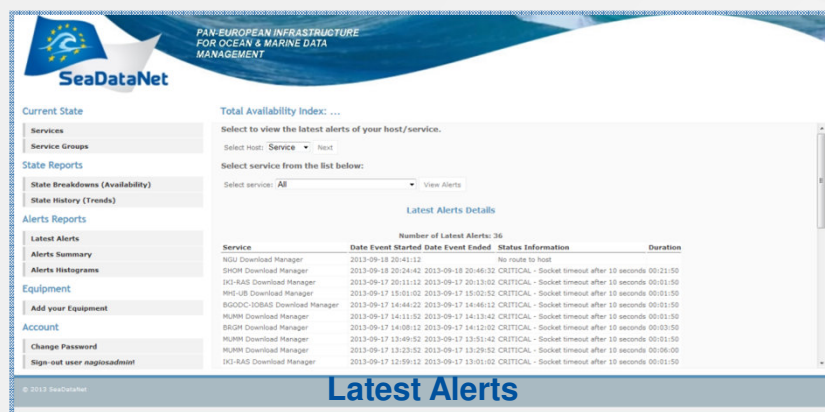 PAN-EUROPEAN INFRASTRUCTURE
FOR OCEAN & MARINE DATA
MANAGEMENT
SeaDataNet
Current State
Services
Service Groups
State Reports
State Breakdowns (Availability)
State History (Trends)
Alerts Reports
Latest Alerts
Alerts Summary
Alerts Histograms
Equipment
Add your Equipment
Account
Change Password
Sign-out user nagiosadmin!
Total Availability Index: ...
Select to view the latest alerts of your host/service.
Select Host: Service Next
Select service from the list below:
Select service: All View Alerts
Latest Alerts Details
Number of Latest Alerts: 36
Service Date Event Started Date Event Ended Status Information Duration
NGU Download Manager 2013-09-18 20:41:12 No route to host
SHOM Download Manager 2013-09-18 20:24:42 2013-09-18 20:46:32 CRITICAL - Socket timeout after 10 seconds 00:21:50
IKI-RAS Download Manager 2013-09-17 20:11:12 2013-09-17 20:13:02 CRITICAL - Socket timeout after 10 seconds 00:01:50
MHI-UB Download Manager 2013-09-17 15:01:02 2013-09-17 15:02:52 CRITICAL - Socket timeout after 10 seconds 00:01:50
BGODC-IOBAS Download Manager 2013-09-17 14:44:22 2013-09-17 14:46:12 CRITICAL - Socket timeout after 10 seconds 00:01:50
MUMM Download Manager 2013-09-17 14:11:52 2013-09-17 14:13:42 CRITICAL - Socket timeout after 10 seconds 00:01:50
BRGM Download Manager 2013-09-17 14:08:12 2013-09-17 14:12:02 CRITICAL - Socket timeout after 10 seconds 00:03:50
MUMM Download Manager 2013-09-17 13:49:52 2013-09-17 13:51:42 CRITICAL - Socket timeout after 10 seconds 00:01:50
MUMM Download Manager 2013-09-17 13:23:52 2013-09-17 13:29:52 CRITICAL - Socket timeout after 10 seconds 00:06:00
IKI-RAS Download Manager 2013-09-17 12:59:12 2013-09-17 13:01:02 CRITICAL - Socket timeout after 10 seconds 00:01:50
© 2013 SeaDataNet
Latest Alerts